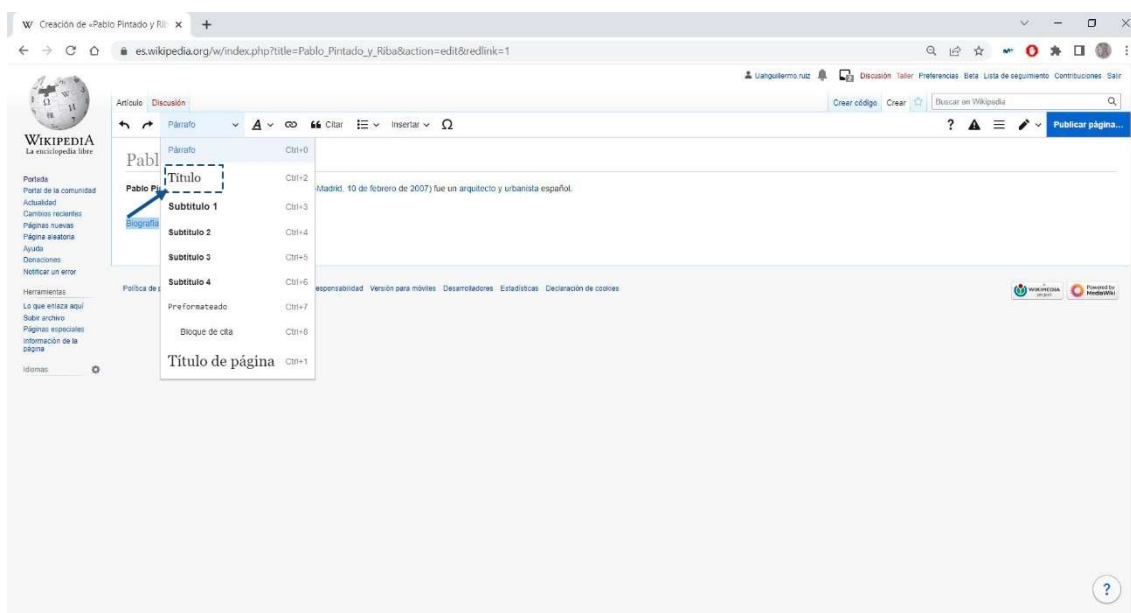 W Creación de «Pablo Pintado y Ri
es.wikipedia.org/w/index.php?title=Pablo_Pintado_y_Riba&action=edit&redlink=1
Uahguillermo.ruiz Discusión Taller Preferencias Beta Lista de seguimiento Contribuciones Salir
Artículo Discusión
Crear código Crear Buscar en Wikipedia
Párrafo A Citar Insertar Ω
? Publicar página...
WIKIPEDIA
La enciclopedia libre
Portada
Portal de la comunidad
Actualidad
Cambios recientes
Páginas nuevas
Página aleatoria
Ayuda
Donaciones
Notificar un error
Herramientas
Lo que enlaza aquí
Subir archivo
Páginas especiales
Información de la página
Idiomas
Pabl
Pablo Pi Madrid, 10 de febrero de 2007) fue un arquitecto y urbanista español.
Biografía
Párrafo Ctrl+0
Título Ctrl+2
Subtítulo 1 Ctrl+3
Subtítulo 2 Ctrl+4
Subtítulo 3 Ctrl+5
Subtítulo 4 Ctrl+6
Preformateado Ctrl+7
Bloque de cita Ctrl+8
Título de página Ctrl+1
Política de Versión para móviles Desarrolladores Estadísticas Declaración de cookies
WIKIMEDIA project
Powered by MediaWiki
?